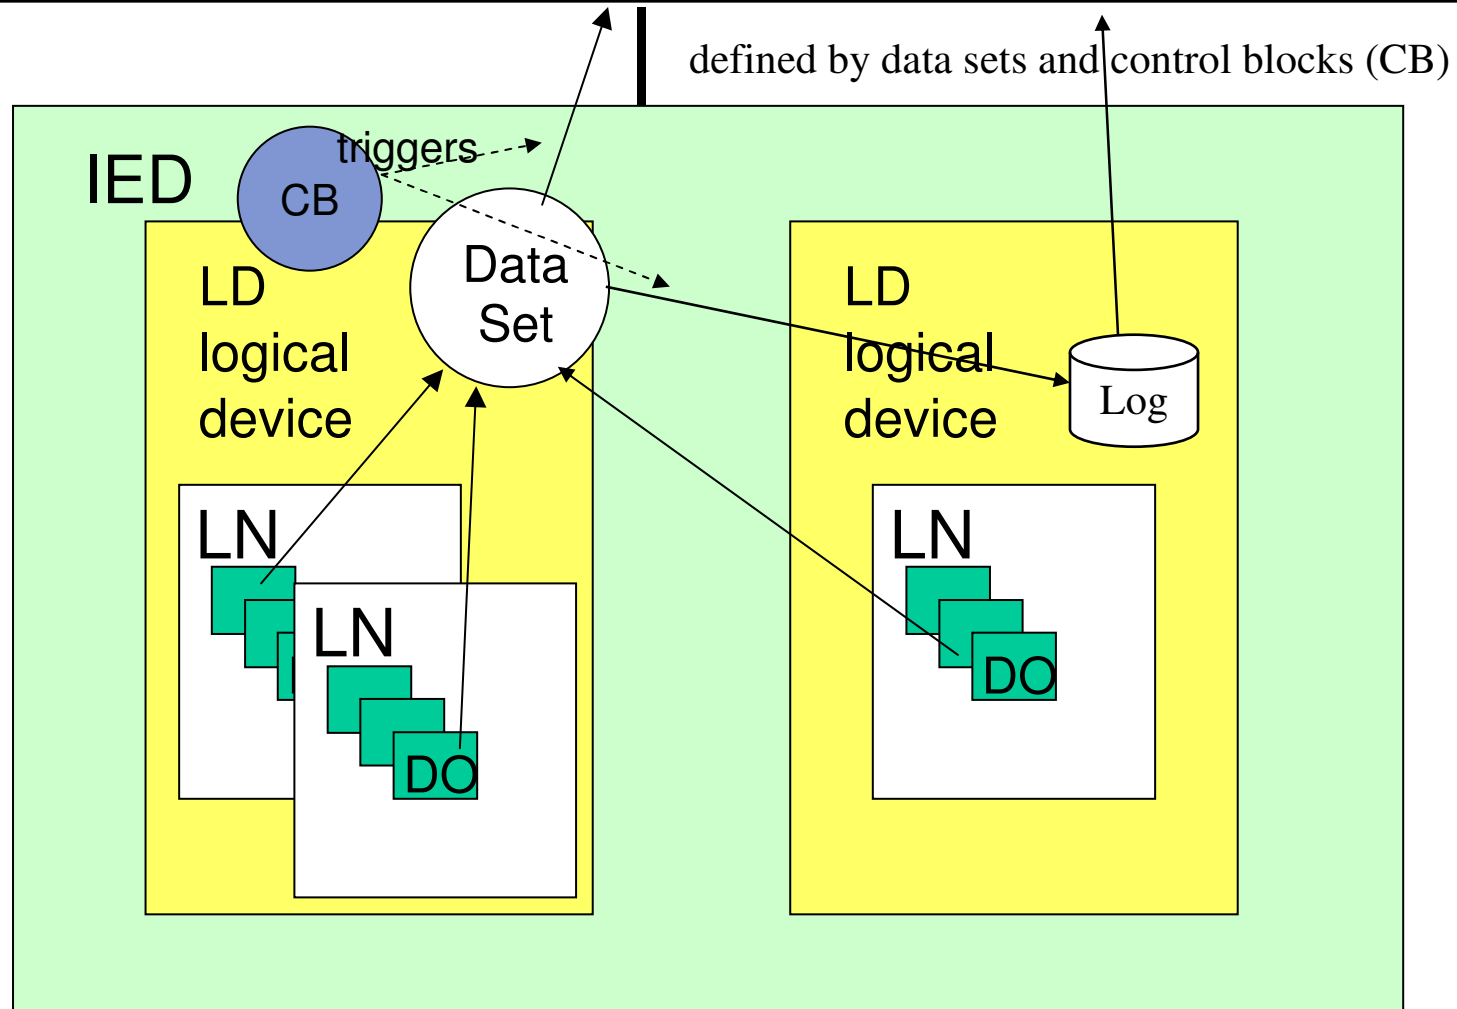 defined by data sets and control blocks (CB)
triggers
IED
CB
Data
Set
LD
logical
device
LD
logical
device
Log
LN
LN
DO
LN
DO